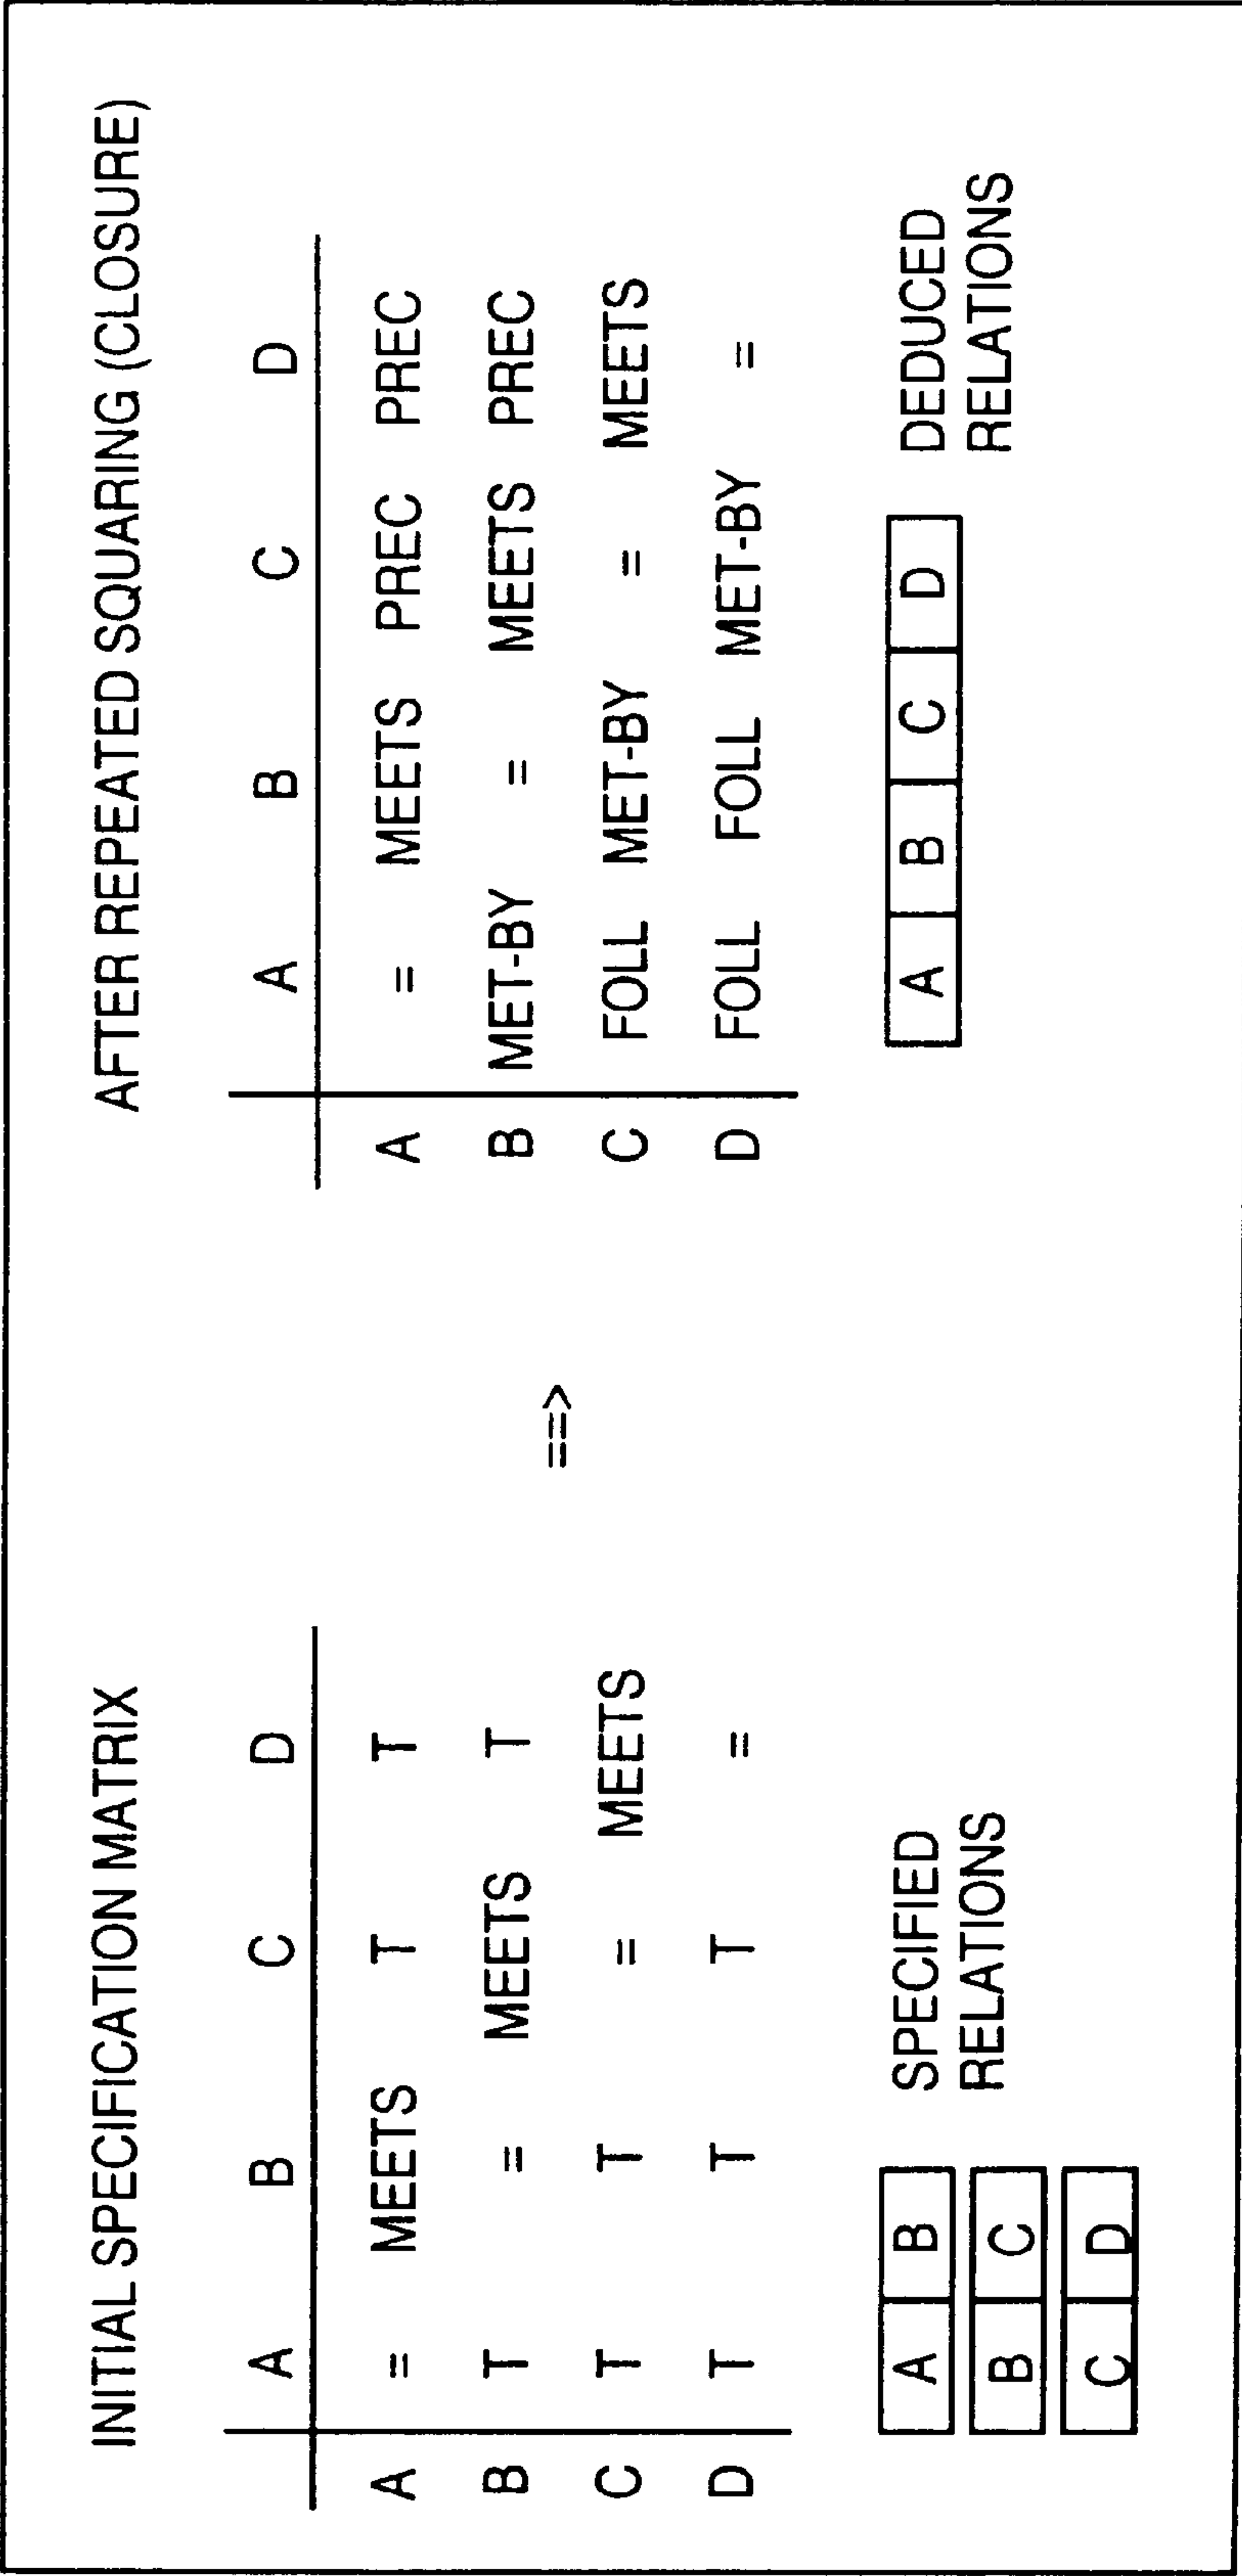 INITIAL SPECIFICATION MATRIX
A B C D
A = MEETS T T
B T = MEETS T
C T T = MEETS
D T T T =
A B
B C
C D
SPECIFIED
RELATIONS
==>
AFTER REPEATED SQUARING (CLOSURE)
A B C D
A = MEETS PREC PREC
B MET-BY = MEETS PREC
C FOLL MET-BY = MEETS
D FOLL FOLL MET-BY =
A B C D
DEDUCED
RELATIONS